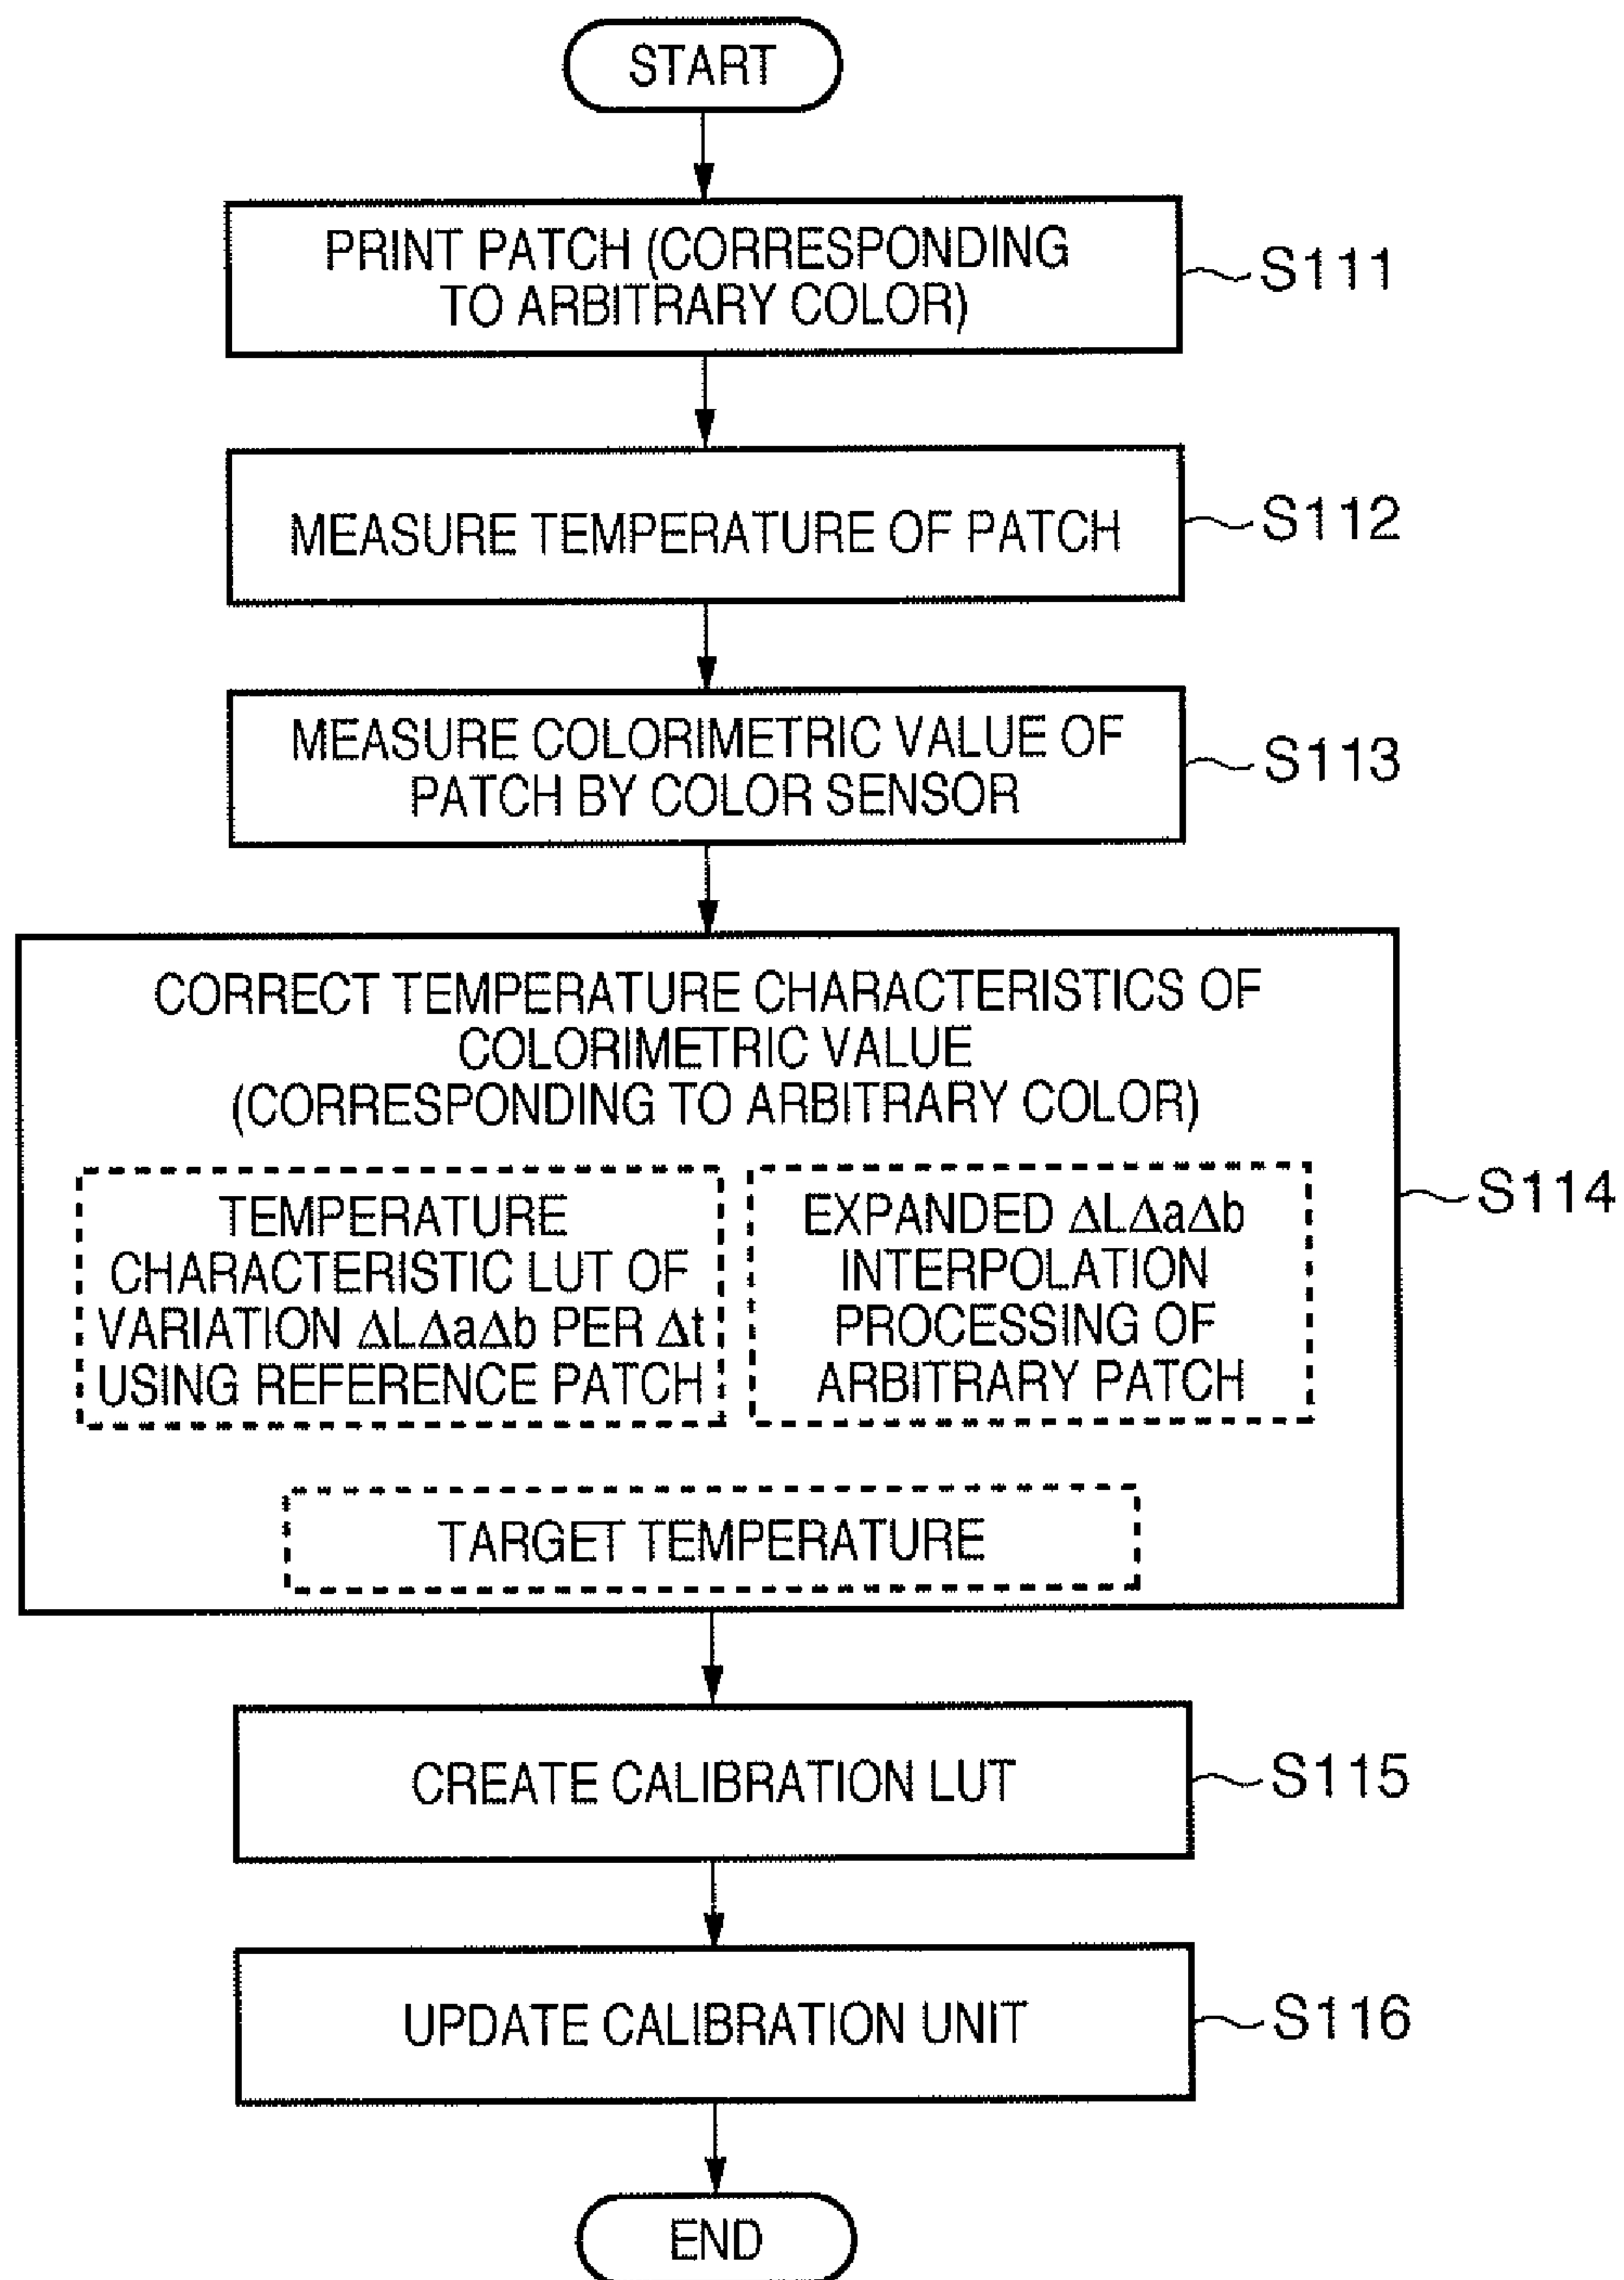 START
PRINT PATCH (CORRESPONDING
TO ARBITRARY COLOR)
S111
MEASURE TEMPERATURE OF PATCH
S112
MEASURE COLORIMETRIC VALUE OF
PATCH BY COLOR SENSOR
S113
CORRECT TEMPERATURE CHARACTERISTICS OF
COLORIMETRIC VALUE
(CORRESPONDING TO ARBITRARY COLOR)
TEMPERATURE
CHARACTERISTIC LUT OF
VARIATION ΔLΔaΔb PER Δt
USING REFERENCE PATCH
EXPANDED ΔLΔaΔb
INTERPOLATION
PROCESSING OF
ARBITRARY PATCH
TARGET TEMPERATURE
S114
CREATE CALIBRATION LUT
S115
UPDATE CALIBRATION UNIT
S116
END